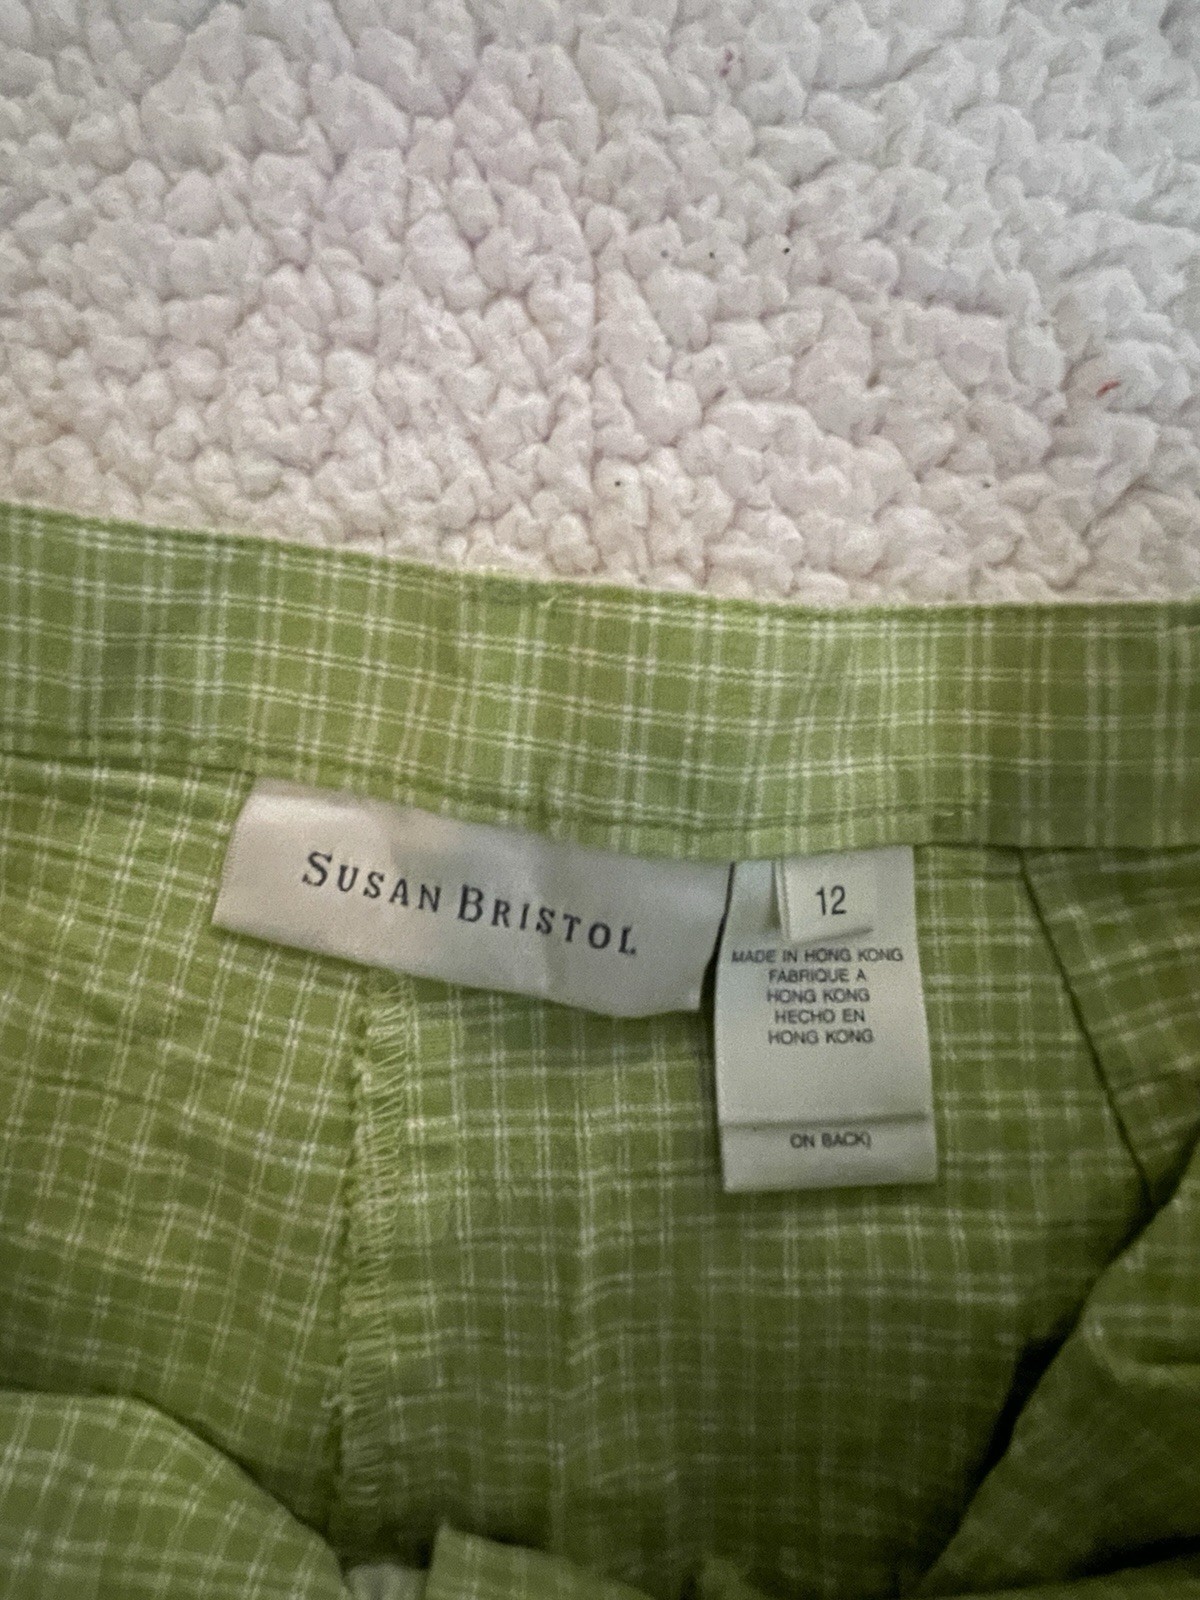 SUSAN BRISTOL
12
MADE IN HONG KONG
FABRIQUE A
HONG KONG
HECHO EN
HONG KONG
ON BACK)